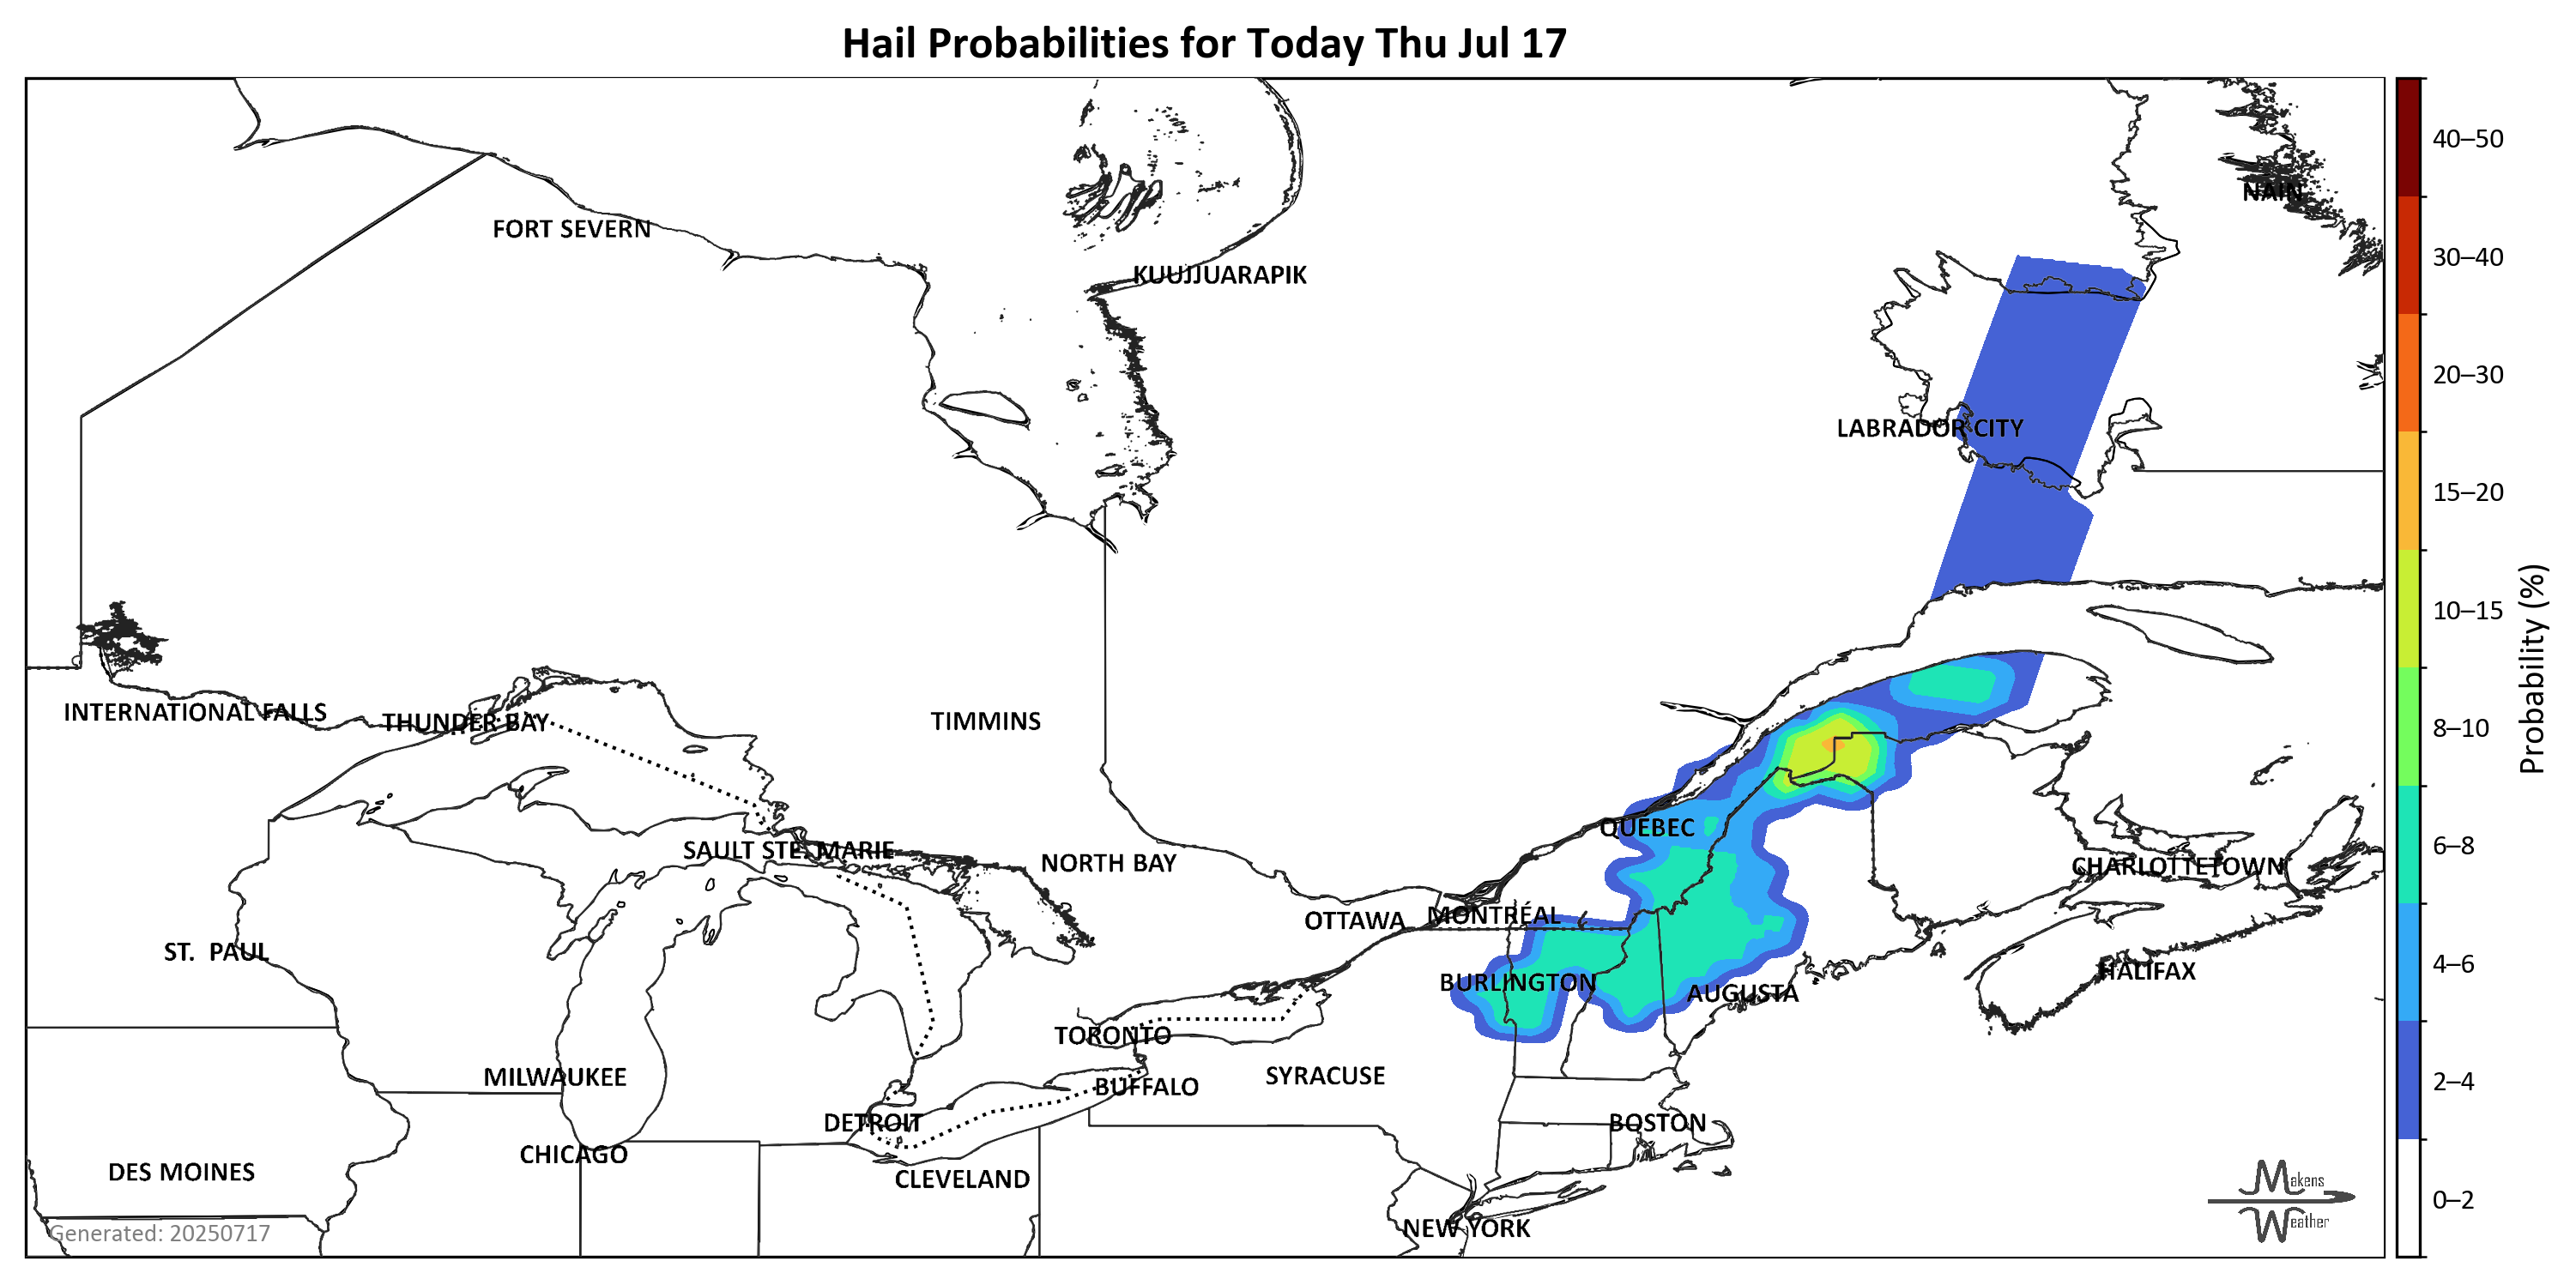 Hail Probabilities for Today Thu Jul 17
NAIN
FORT SEVERN
KUUJJUARAPIK
LABRADOR CITY
INTERNATIONAL FALLS
THUNDER BAY
TIMMINS
QUÉBEC
SAULT STE. MARIE
NORTH BAY
CHARLOTTETOWN
OTTAWA
MONTRÉAL
ST. PAUL
HALIFAX
BURLINGTON
AUGUSTA
TORONTO
MILWAUKEE
BUFFALO
SYRACUSE
DETROIT
BOSTON
CHICAGO
DES MOINES
CLEVELAND
NEW YORK
Generated: 20250717
Makens
Weather
40–50
30–40
20–30
15–20
10–15
8–10
6–8
4–6
2–4
0–2
Probability (%)